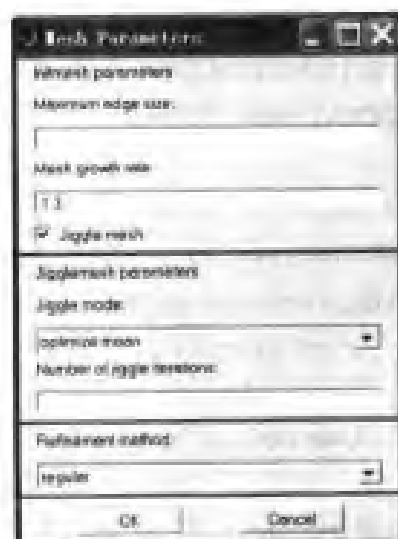 Mesh Parameters
Initmesh parameters
Maximum edge size:
Mesh growth rate:
1.3
Jiggle mesh
Jigglemesh parameters
Jiggle mode:
optimize mean
Number of jiggle iterations:
Refinement method:
regular
OK
Cancel